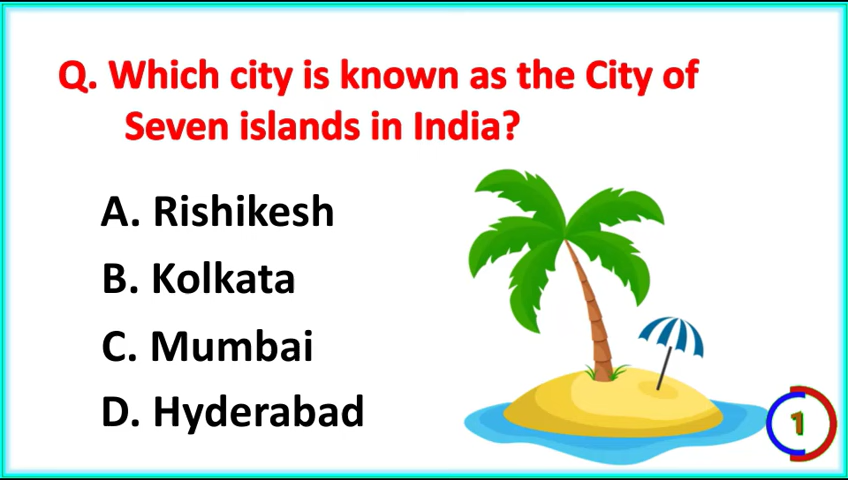 Q. Which city is known as the City of
Seven islands in India?
A. Rishikesh
B. Kolkata
C. Mumbai
D. Hyderabad
1